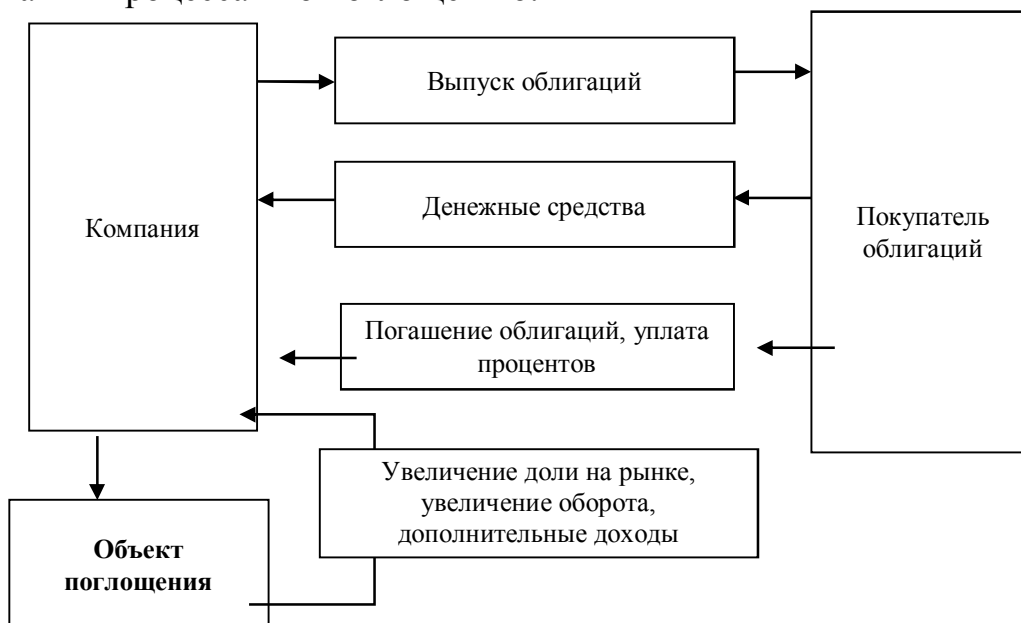 Выпуск облигаций
Денежные средства
Компания
Покупатель
облигаций
Погашение облигаций, уплата
процентов
Увеличение доли на рынке,
увеличение оборота,
дополнительные доходы
Объект
поглощения